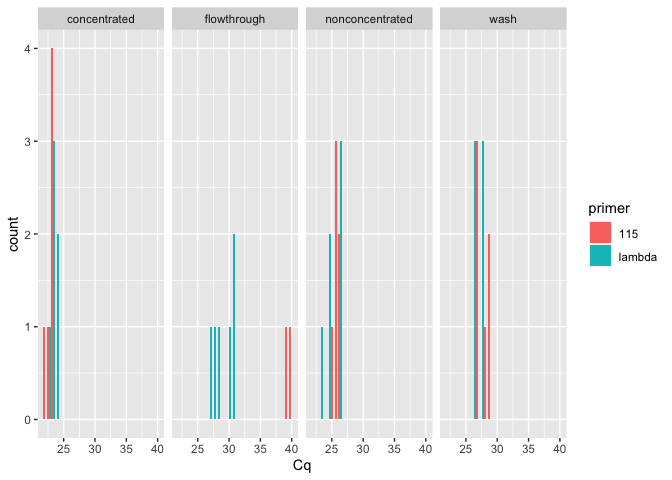 concentrated flowthrough nonconcentrated wash
4
3
2
1
0
count
25 30 35 40 25 30 35 40 25 30 35 40 25 30 35 40
Cq
primer
115
lambda